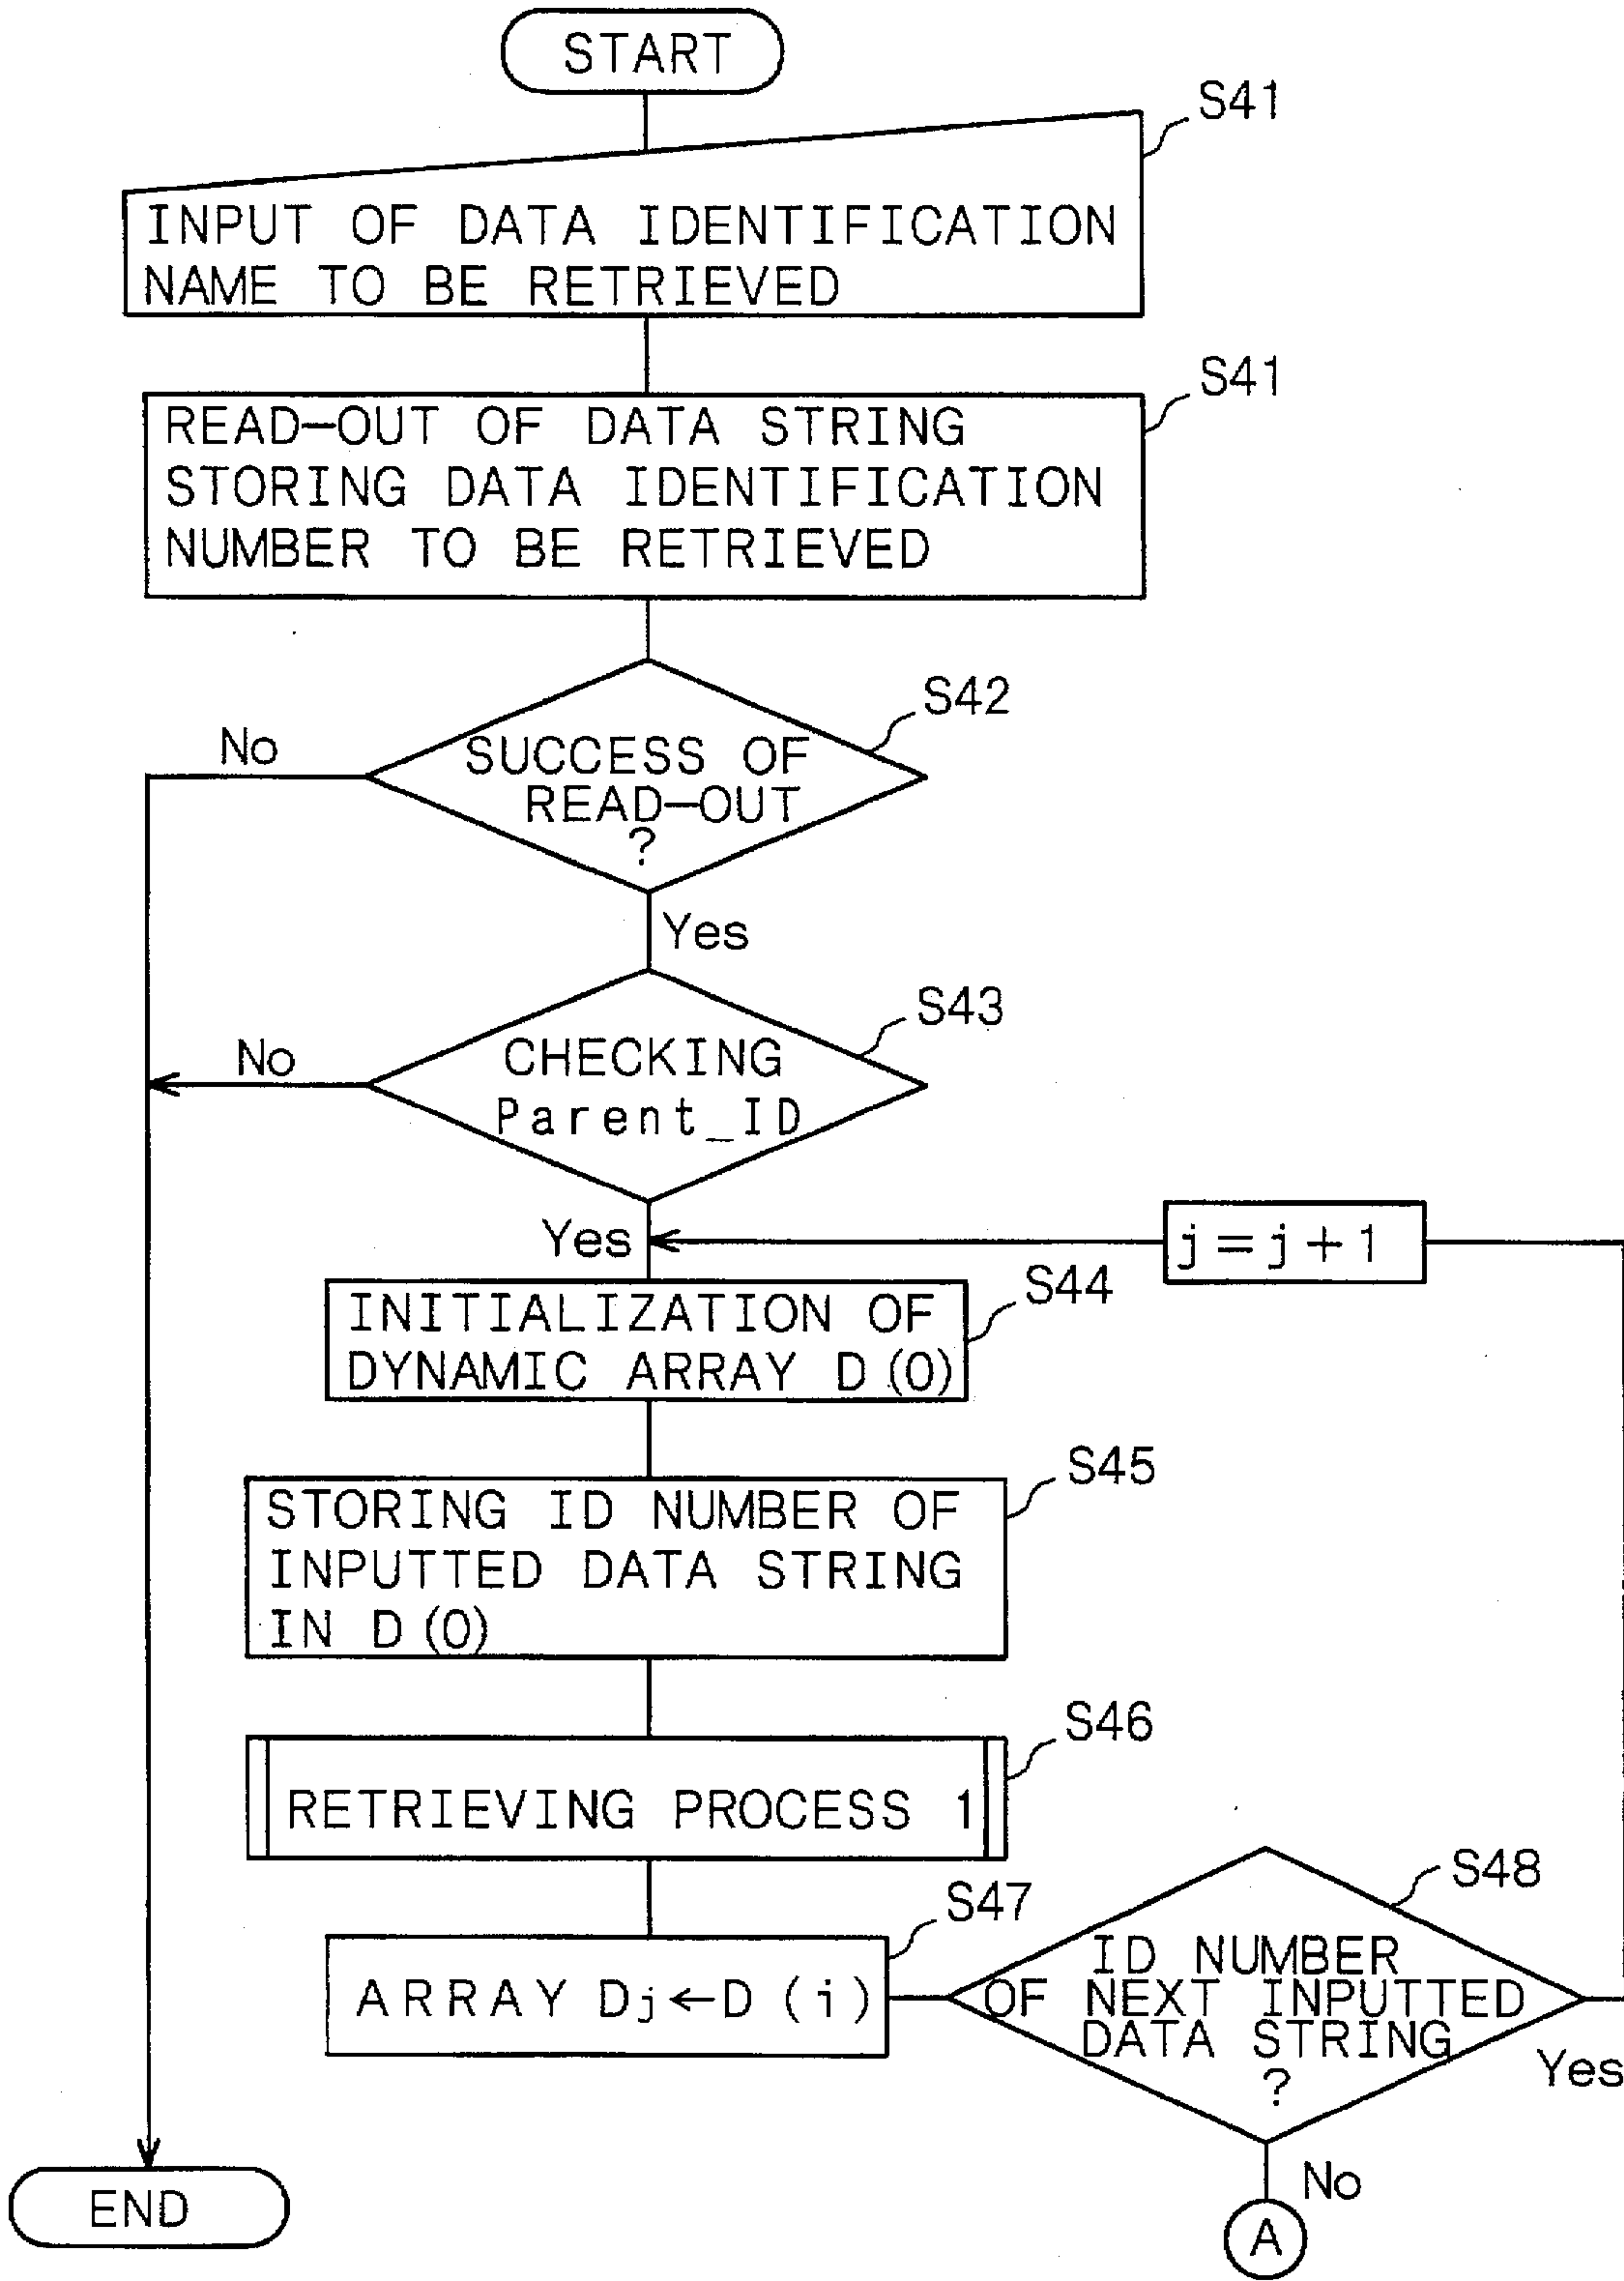 START
S41
INPUT OF DATA IDENTIFICATION
NAME TO BE RETRIEVED
S41
READ-OUT OF DATA STRING
STORING DATA IDENTIFICATION
NUMBER TO BE RETRIEVED
S42
No
SUCCESS OF
READ-OUT
?
Yes
S43
No
CHECKING
Parent_ID
Yes
j=j+1
S44
INITIALIZATION OF
DYNAMIC ARRAY D(0)
S45
STORING ID NUMBER OF
INPUTTED DATA STRING
IN D(0)
S46
RETRIEVING PROCESS 1
S47
ARRAY Dj←D(i)
S48
ID NUMBER
OF NEXT INPUTTED
DATA STRING
?
Yes
No
END
A